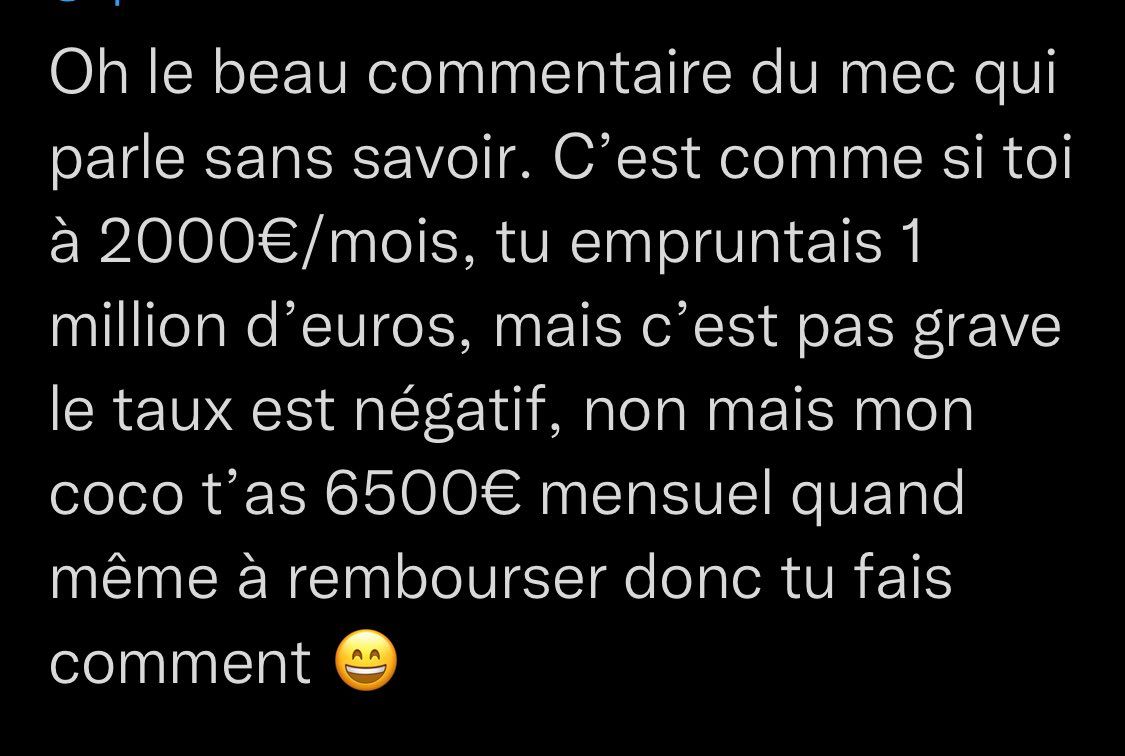 Oh le beau commentaire du mec qui
parle sans savoir. C’est comme si toi
à 2000€/mois, tu empruntais 1
million d’euros, mais c’est pas grave
le taux est négatif, non mais mon
coco t’as 6500€ mensuel quand
même à rembourser donc tu fais
comment 😄